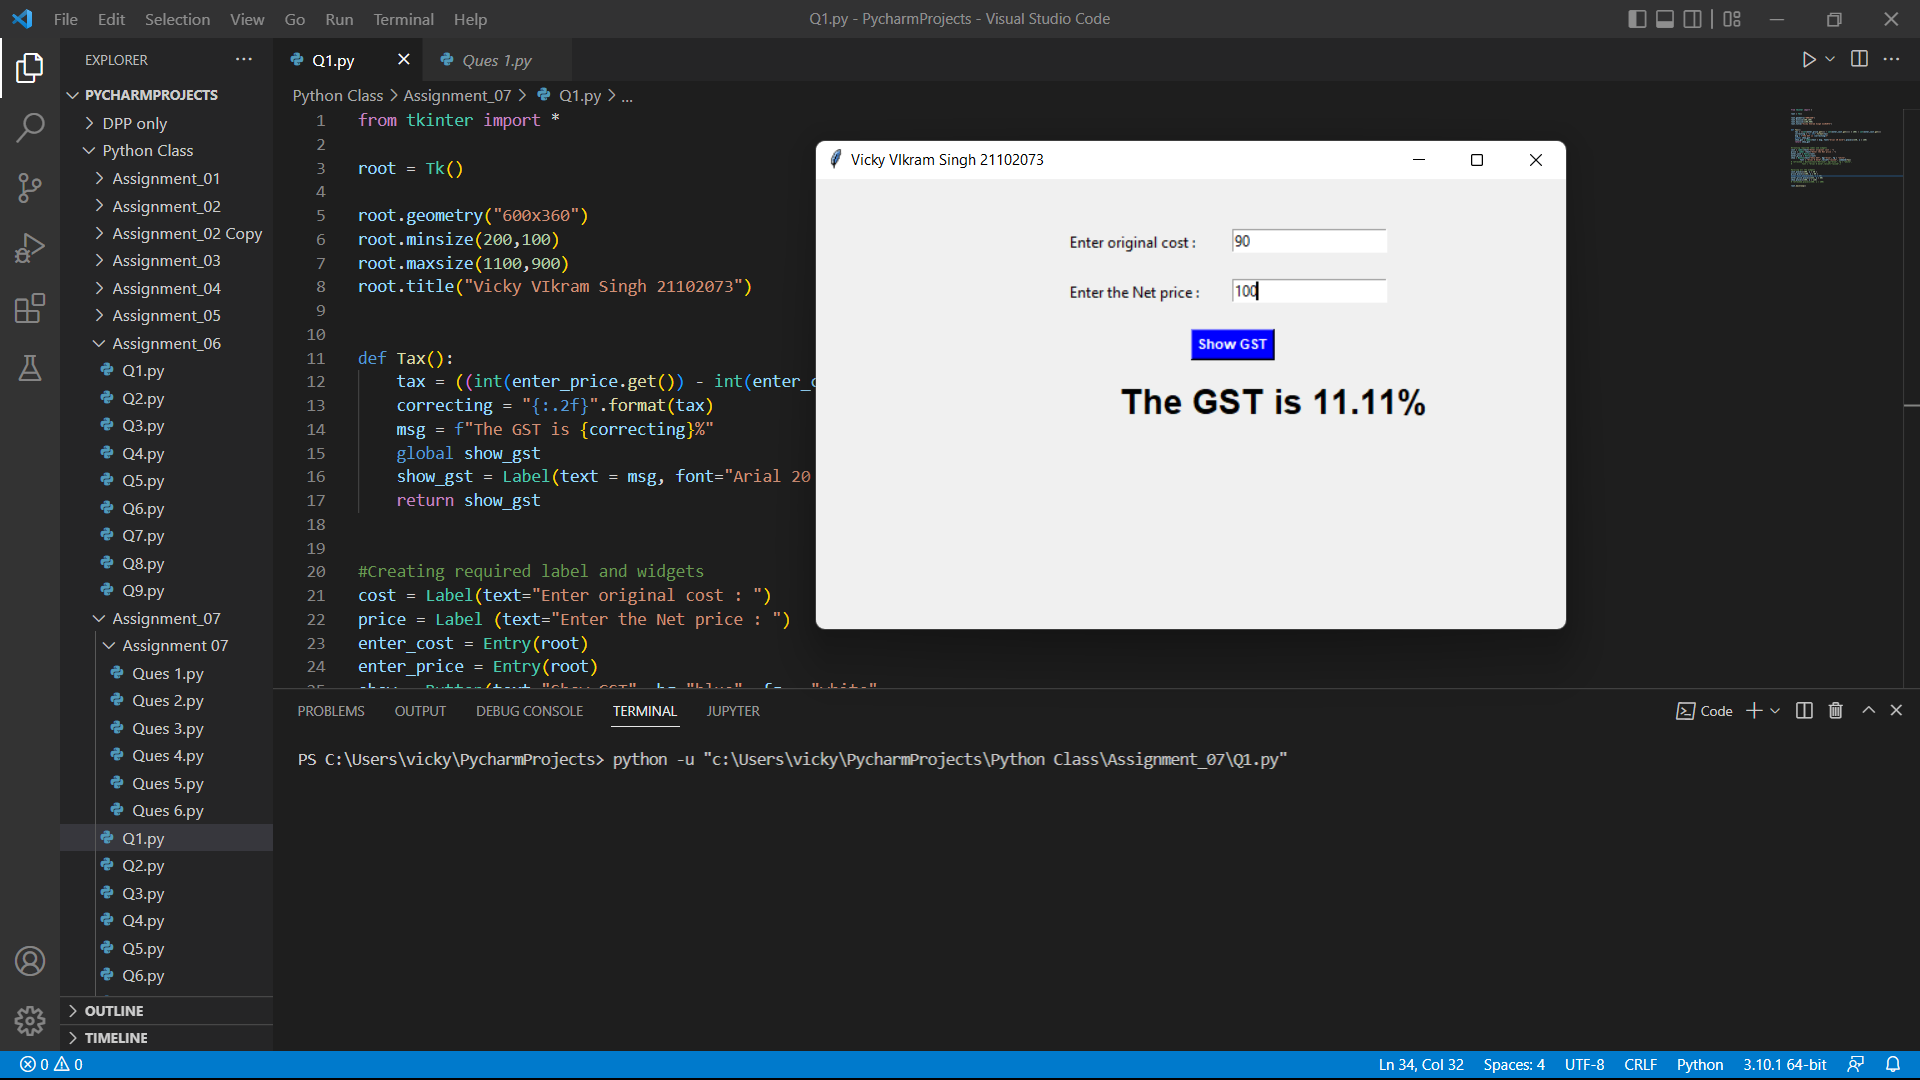 File Edit Selection View Go Run Terminal Help
Q1.py - PycharmProjects - Visual Studio Code
EXPLORER
PYCHARMPROJECTS
DPP only
Python Class
Assignment_01
Assignment_02
Assignment_02 Copy
Assignment_03
Assignment_04
Assignment_05
Assignment_06
Q1.py
Q2.py
Q3.py
Q4.py
Q5.py
Q6.py
Q7.py
Q8.py
Q9.py
Assignment_07
Assignment 07
Ques 1.py
Ques 2.py
Ques 3.py
Ques 4.py
Ques 5.py
Ques 6.py
Q1.py
Q2.py
Q3.py
Q4.py
Q5.py
Q6.py
OUTLINE
TIMELINE
Q1.py Ques 1.py
Python Class > Assignment_07 > Q1.py > ...
1 from tkinter import *
2
3 root = Tk()
4
5 root.geometry("600x360")
6 root.minsize(200,100)
7 root.maxsize(1100,900)
8 root.title("Vicky VIkram Singh 21102073")
9
10
11 def Tax():
12 tax = ((int(enter_price.get()) - int(enter_c
13 correcting = "{:.2f}".format(tax)
14 msg = f"The GST is {correcting}%"
15 global show_gst
16 show_gst = Label(text = msg, font="Arial 20
17 return show_gst
18
19
20 #Creating required label and widgets
21 cost = Label(text="Enter original cost : ")
22 price = Label (text="Enter the Net price : ")
23 enter_cost = Entry(root)
24 enter_price = Entry(root)
Vicky VIkram Singh 21102073
Enter original cost : 90
Enter the Net price : 100
Show GST
The GST is 11.11%
PROBLEMS OUTPUT DEBUG CONSOLE TERMINAL JUPYTER
Code
PS C:\Users\vicky\PycharmProjects> python -u "c:\Users\vicky\PycharmProjects\Python Class\Assignment_07\Q1.py"
0 0
Ln 34, Col 32 Spaces: 4 UTF-8 CRLF Python 3.10.1 64-bit